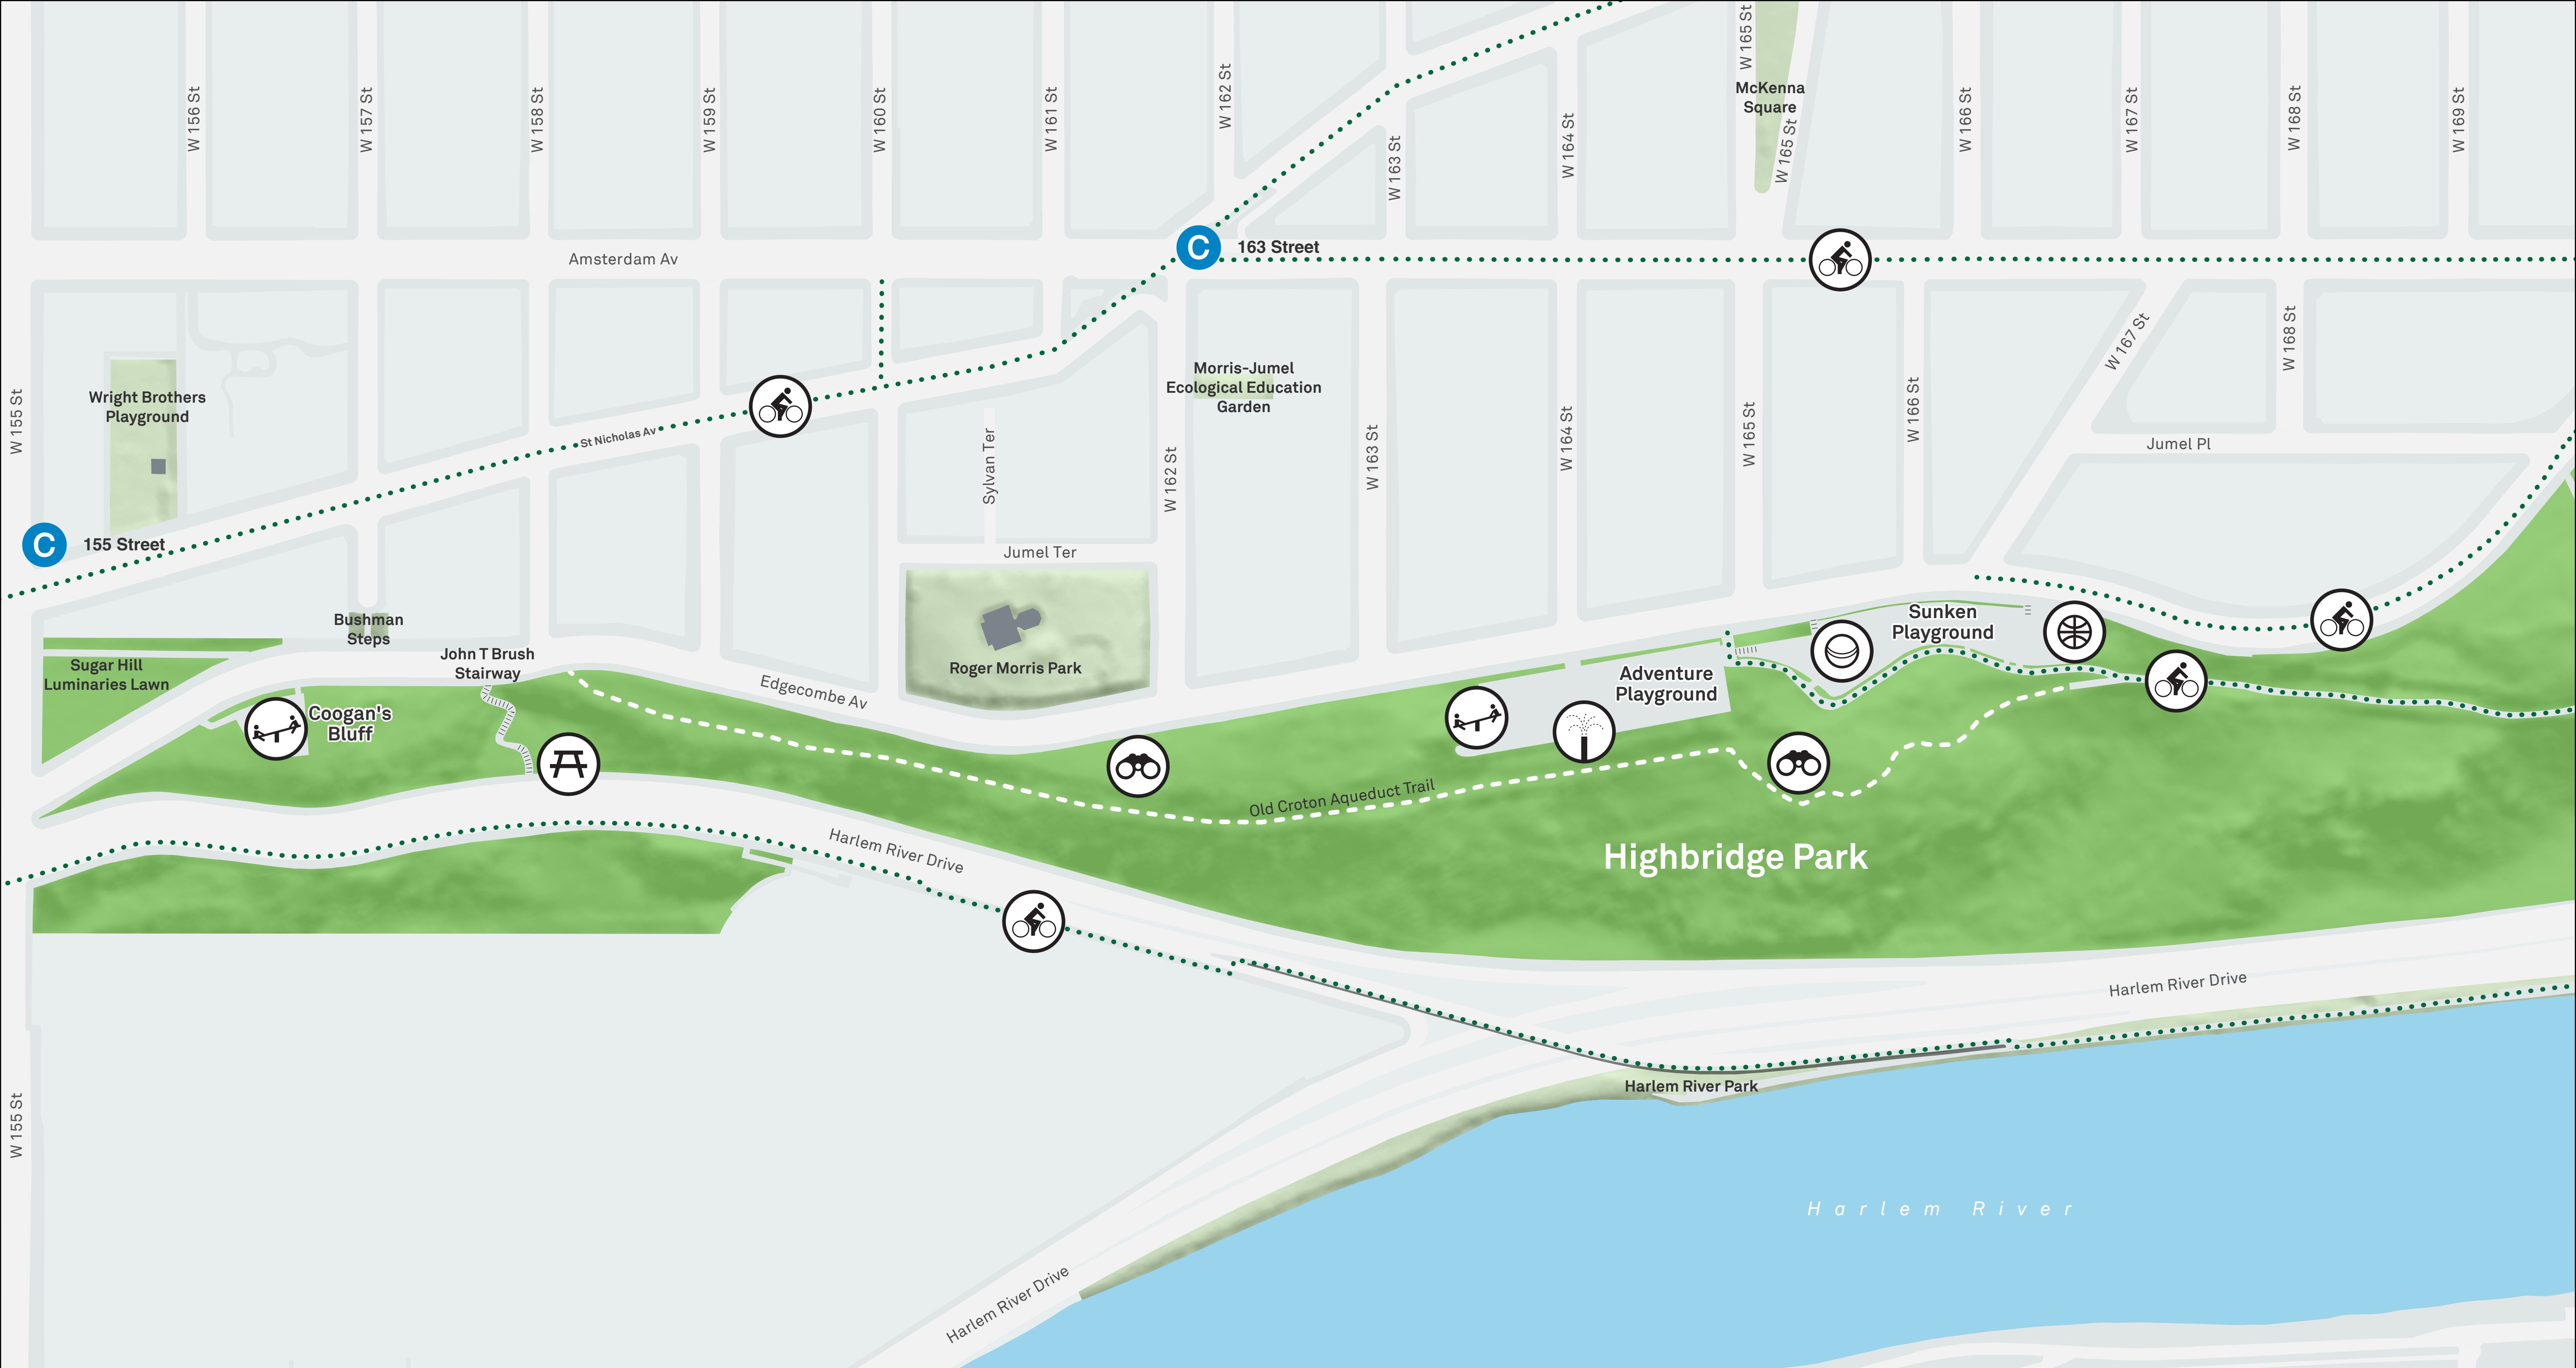 W 156 St
W 157 St
W 158 St
W 159 St
W 160 St
W 161 St
W 162 St
W 163 St
W 164 St
W 165 St
McKenna
Square
W 165 St
W 166 St
W 167 St
W 168 St
W 169 St
Amsterdam Av
C
163 Street
W 155 St
Wright Brothers
Playground
St Nicholas Av
Sylvan Ter
W 162 St
Morris-Jumel
Ecological Education
Garden
W 163 St
W 164 St
W 165 St
W 166 St
W 167 St
W 168 St
Jumel Pl
C
155 Street
Jumel Ter
Bushman
Steps
John T Brush
Stairway
Sugar Hill
Luminaries Lawn
Coogan's
Bluff
Edgecombe Av
Roger Morris Park
Adventure
Playground
Sunken
Playground
Old Croton Aqueduct Trail
Harlem River Drive
Highbridge Park
Harlem River Drive
Harlem River Park
W 155 St
Harlem River
Harlem River Drive